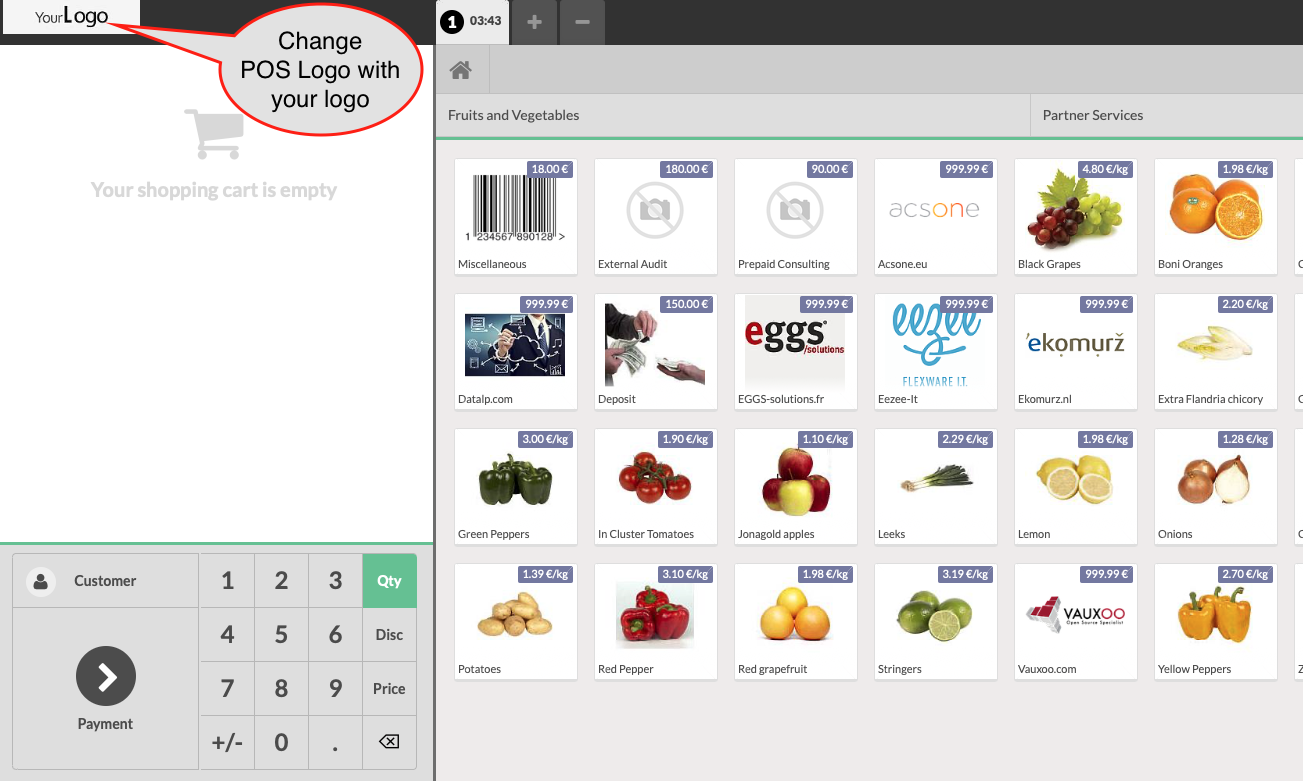 YourLogo
Change
POS Logo with
your logo
1 03:43
Fruits and Vegetables
Partner Services
Your shopping cart is empty
18.00 €
1 234567 890128 >
Miscellaneous
180.00 €
External Audit
90.00 €
Prepaid Consulting
999.99 €
acsone
Acsone.eu
4.80 €/kg
Black Grapes
1.98 €/kg
Boni Oranges
999.99 €
Datalp.com
150.00 €
Deposit
999.99 €
eggs
/solutions
EGGS-solutions.fr
999.99 €
eezee
FLEXWARE I.T.
Eezee-It
999.99 €
'ekomurž
Ekomurz.nl
2.20 €/kg
Extra Flandria chicory
3.00 €/kg
Green Peppers
1.90 €/kg
In Cluster Tomatoes
1.10 €/kg
Jonagold apples
2.29 €/kg
Leeks
1.98 €/kg
Lemon
1.28 €/kg
Onions
1.39 €/kg
Potatoes
3.10 €/kg
Red Pepper
1.98 €/kg
Red grapefruit
3.19 €/kg
Stringers
999.99 €
VAUXOO
Open Source Specialist
Vauxoo.com
2.70 €/kg
Yellow Peppers
Customer
Payment
1 2 3 Qty
4 5 6 Disc
7 8 9 Price
+/- 0 .